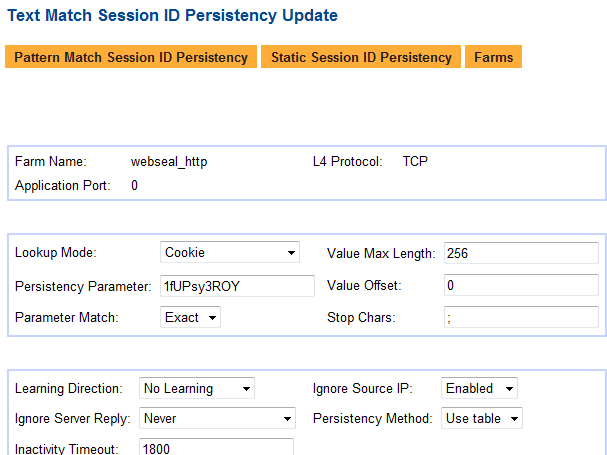 Text Match Session ID Persistency Update
Pattern Match Session ID Persistency Static Session ID Persistency Farms
Farm Name: webseal_http L4 Protocol: TCP
Application Port: 0
Lookup Mode: Cookie Value Max Length: 256
Persistency Parameter: 1fUPsy3ROY Value Offset: 0
Parameter Match: Exact Stop Chars: ;
Learning Direction: No Learning Ignore Source IP: Enabled
Ignore Server Reply: Never Persistency Method: Use table
Inactivity Timeout: 1800